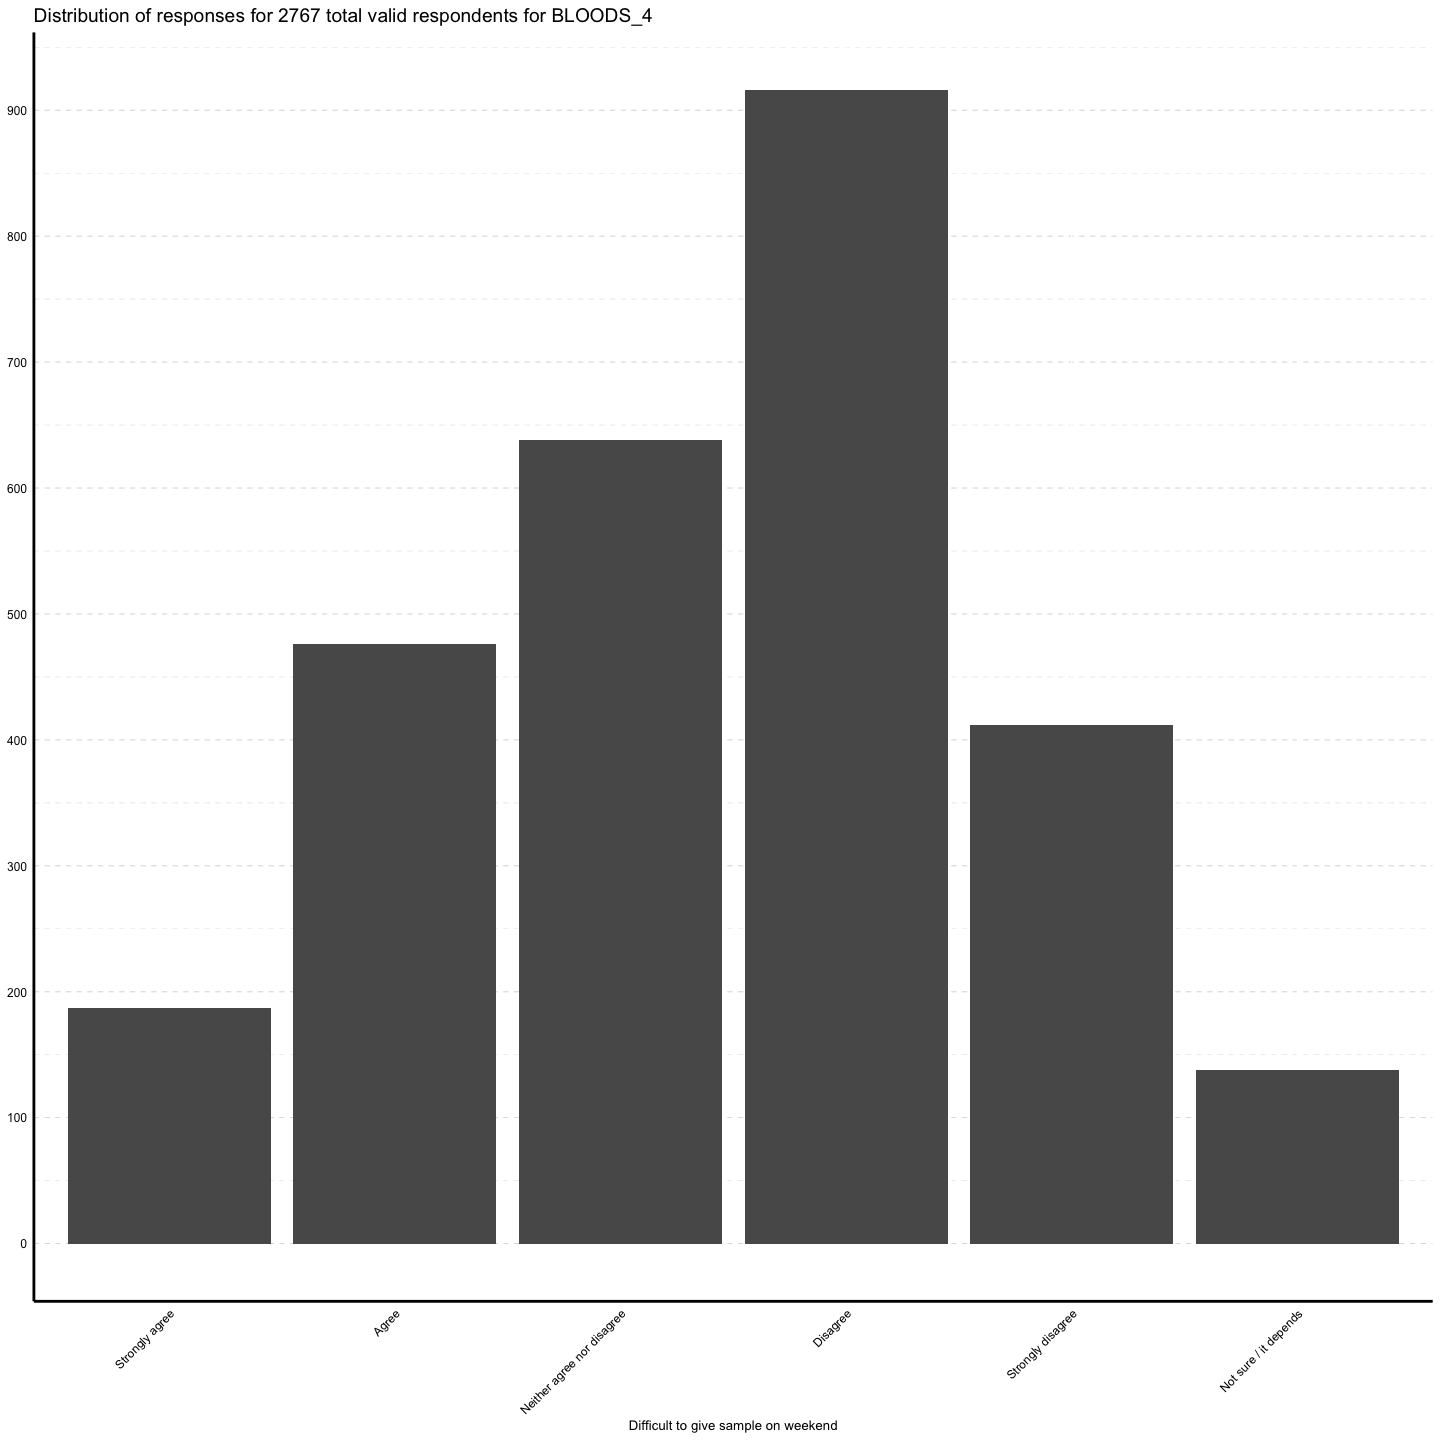 Distribution of responses for 2767 total valid respondents for BLOODS_4
900
800
700
600
500
400
300
200
100
0
Strongly agree
Agree
Neither agree nor disagree
Disagree
Strongly disagree
Not sure / it depends
Difficult to give sample on weekend